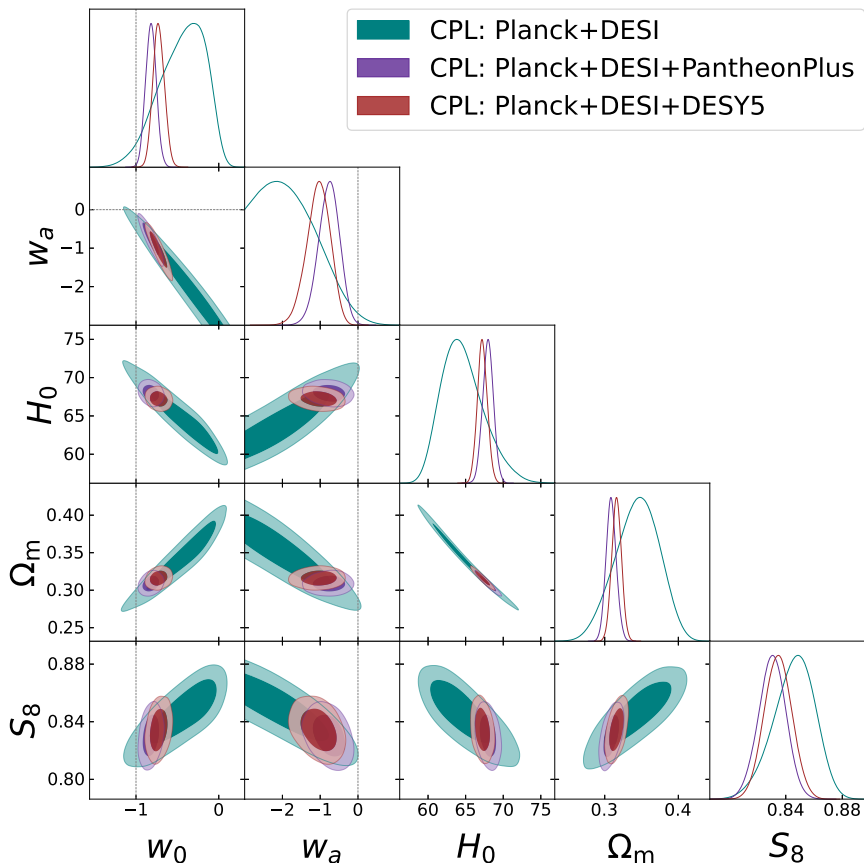 CPL: Planck+DESI
CPL: Planck+DESI+PantheonPlus
CPL: Planck+DESI+DESY5
0
−1
−2
w_a
75
70
65
60
H_0
0.40
0.35
0.30
0.25
Ω_m
0.88
0.84
0.80
S_8
−1 0 −2 −1 0 60 65 70 75 0.3 0.4 0.84 0.88
w_0 w_a H_0 Ω_m S_8